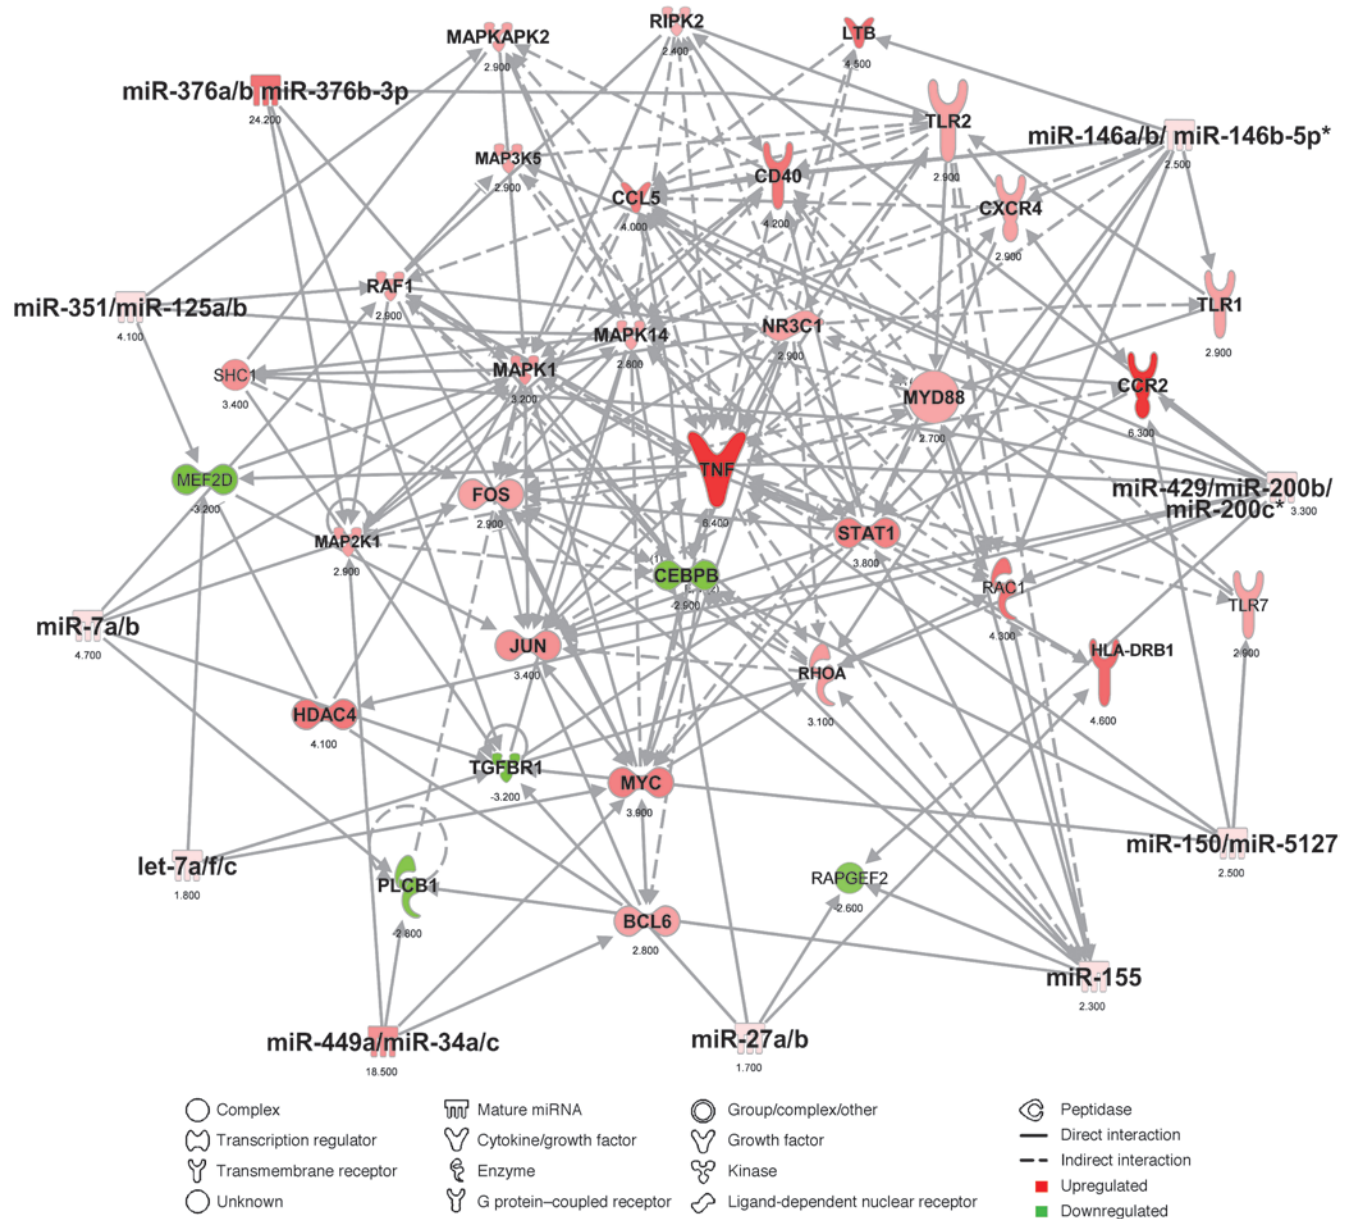 RIPK2
2.400
MAPKAPK2
2.900
LTB
4.500
miR-376a/b miR-376b-3p
24.200
TLR2
2.900
miR-146a/b/ miR-146b-5p*
2.500
MAP3K5
2.900
CCL5
4.000
CD40
4.200
CXCR4
2.900
RAF1
2.900
miR-351/miR-125a/b
4.100
TLR1
2.900
MAPK14
2.800
NR3C1
2.900
SHC1
3.400
MAPK1
3.200
MYD88
2.700
CCR2
6.300
TNF
6.400
MEF2D
-3.200
FOS
2.900
miR-429/miR-200b/
miR-200c*
3.300
MAP2K1
2.900
STAT1
3.800
CEBPB
-2.900
RAC1
4.300
TLR7
2.900
miR-7a/b
4.700
JUN
3.400
RHOA
3.100
HLA-DRB1
4.600
HDAC4
4.100
TGFBR1
-3.200
MYC
3.900
let-7a/f/c
1.800
PLCB1
-2.800
RAPGEF2
-2.600
miR-150/miR-5127
2.500
BCL6
2.800
miR-155
2.300
miR-449a/miR-34a/c
18.500
miR-27a/b
1.700
Complex
Transcription regulator
Transmembrane receptor
Unknown
Mature miRNA
Cytokine/growth factor
Enzyme
G protein–coupled receptor
Group/complex/other
Growth factor
Kinase
Ligand-dependent nuclear receptor
Peptidase
Direct interaction
Indirect interaction
Upregulated
Downregulated